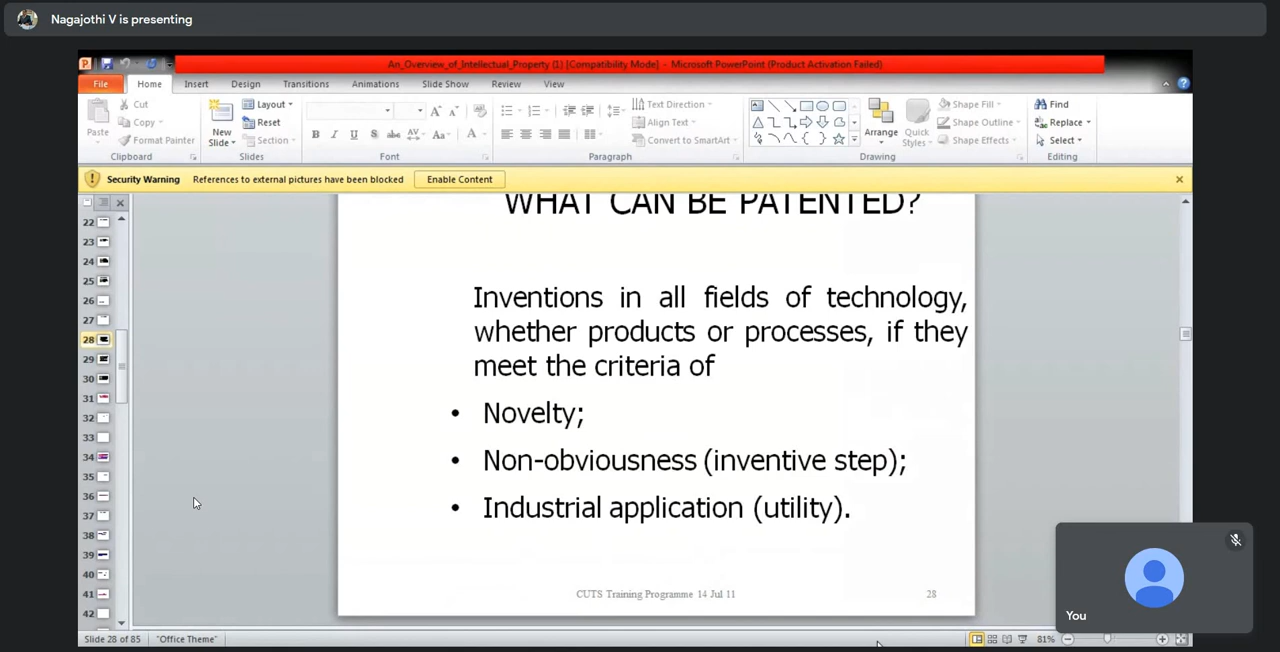 Nagajothi V is presenting
An_Overview_of_Intellectual_Property (1) [Compatibility Mode] - Microsoft PowerPoint (Product Activation Failed)
File Home Insert Design Transitions Animations Slide Show Review View
Cut
Copy
Format Painter
Paste
Clipboard
New Slide
Layout
Reset
Section
Slides
B I U S abc AV Aa A
Font
Text Direction
Align Text
Convert to SmartArt
Paragraph
Arrange
Quick Styles
Shape Fill
Shape Outline
Shape Effects
Drawing
Find
Replace
Select
Editing
Security Warning References to external pictures have been blocked Enable Content
22
23
24
25
26
27
28
29
30
31
32
33
34
35
36
37
38
39
40
41
42
WHAT CAN BE PATENTED?
Inventions in all fields of technology,
whether products or processes, if they
meet the criteria of
• Novelty;
• Non-obviousness (inventive step);
• Industrial application (utility).
CUTS Training Programme 14 Jul 11 28
You
Slide 28 of 85 "Office Theme" 81%